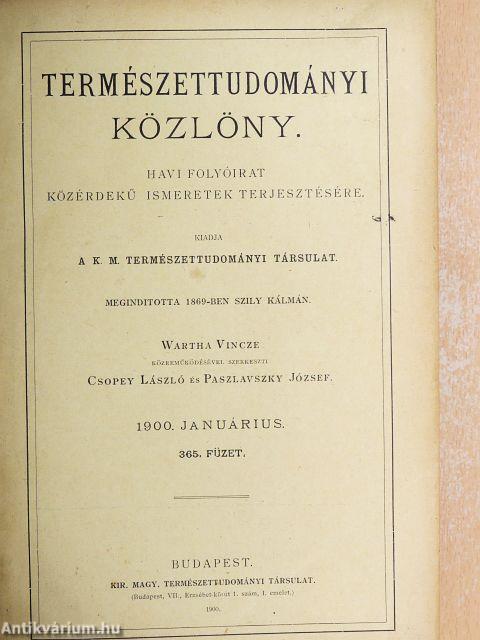 TERMÉSZETTUDOMÁNYI
KÖZLÖNY.
HAVI FOLYÓIRAT
KÖZÉRDEKŰ ISMERETEK TERJESZTÉSÉRE.
KIADJA
A K. M. TERMÉSZETTUDOMÁNYI TÁRSULAT.
MEGINDITOTTA 1869-BEN SZILY KÁLMÁN.
WARTHA VINCZE
KÖZREMŰKÖDÉSÉVEL SZERKESZTI
CSOPEY LÁSZLÓ ÉS PASZLAVSZKY JÓZSEF.
1900. JANUÁRIUS.
365. FÜZET.
BUDAPEST.
KIR. MAGY. TERMÉSZETTUDOMÁNYI TÁRSULAT.
(Budapest, VII., Erzsébet-körút 1. szám, I. emelet.)
1900.
Antikvárium.hu